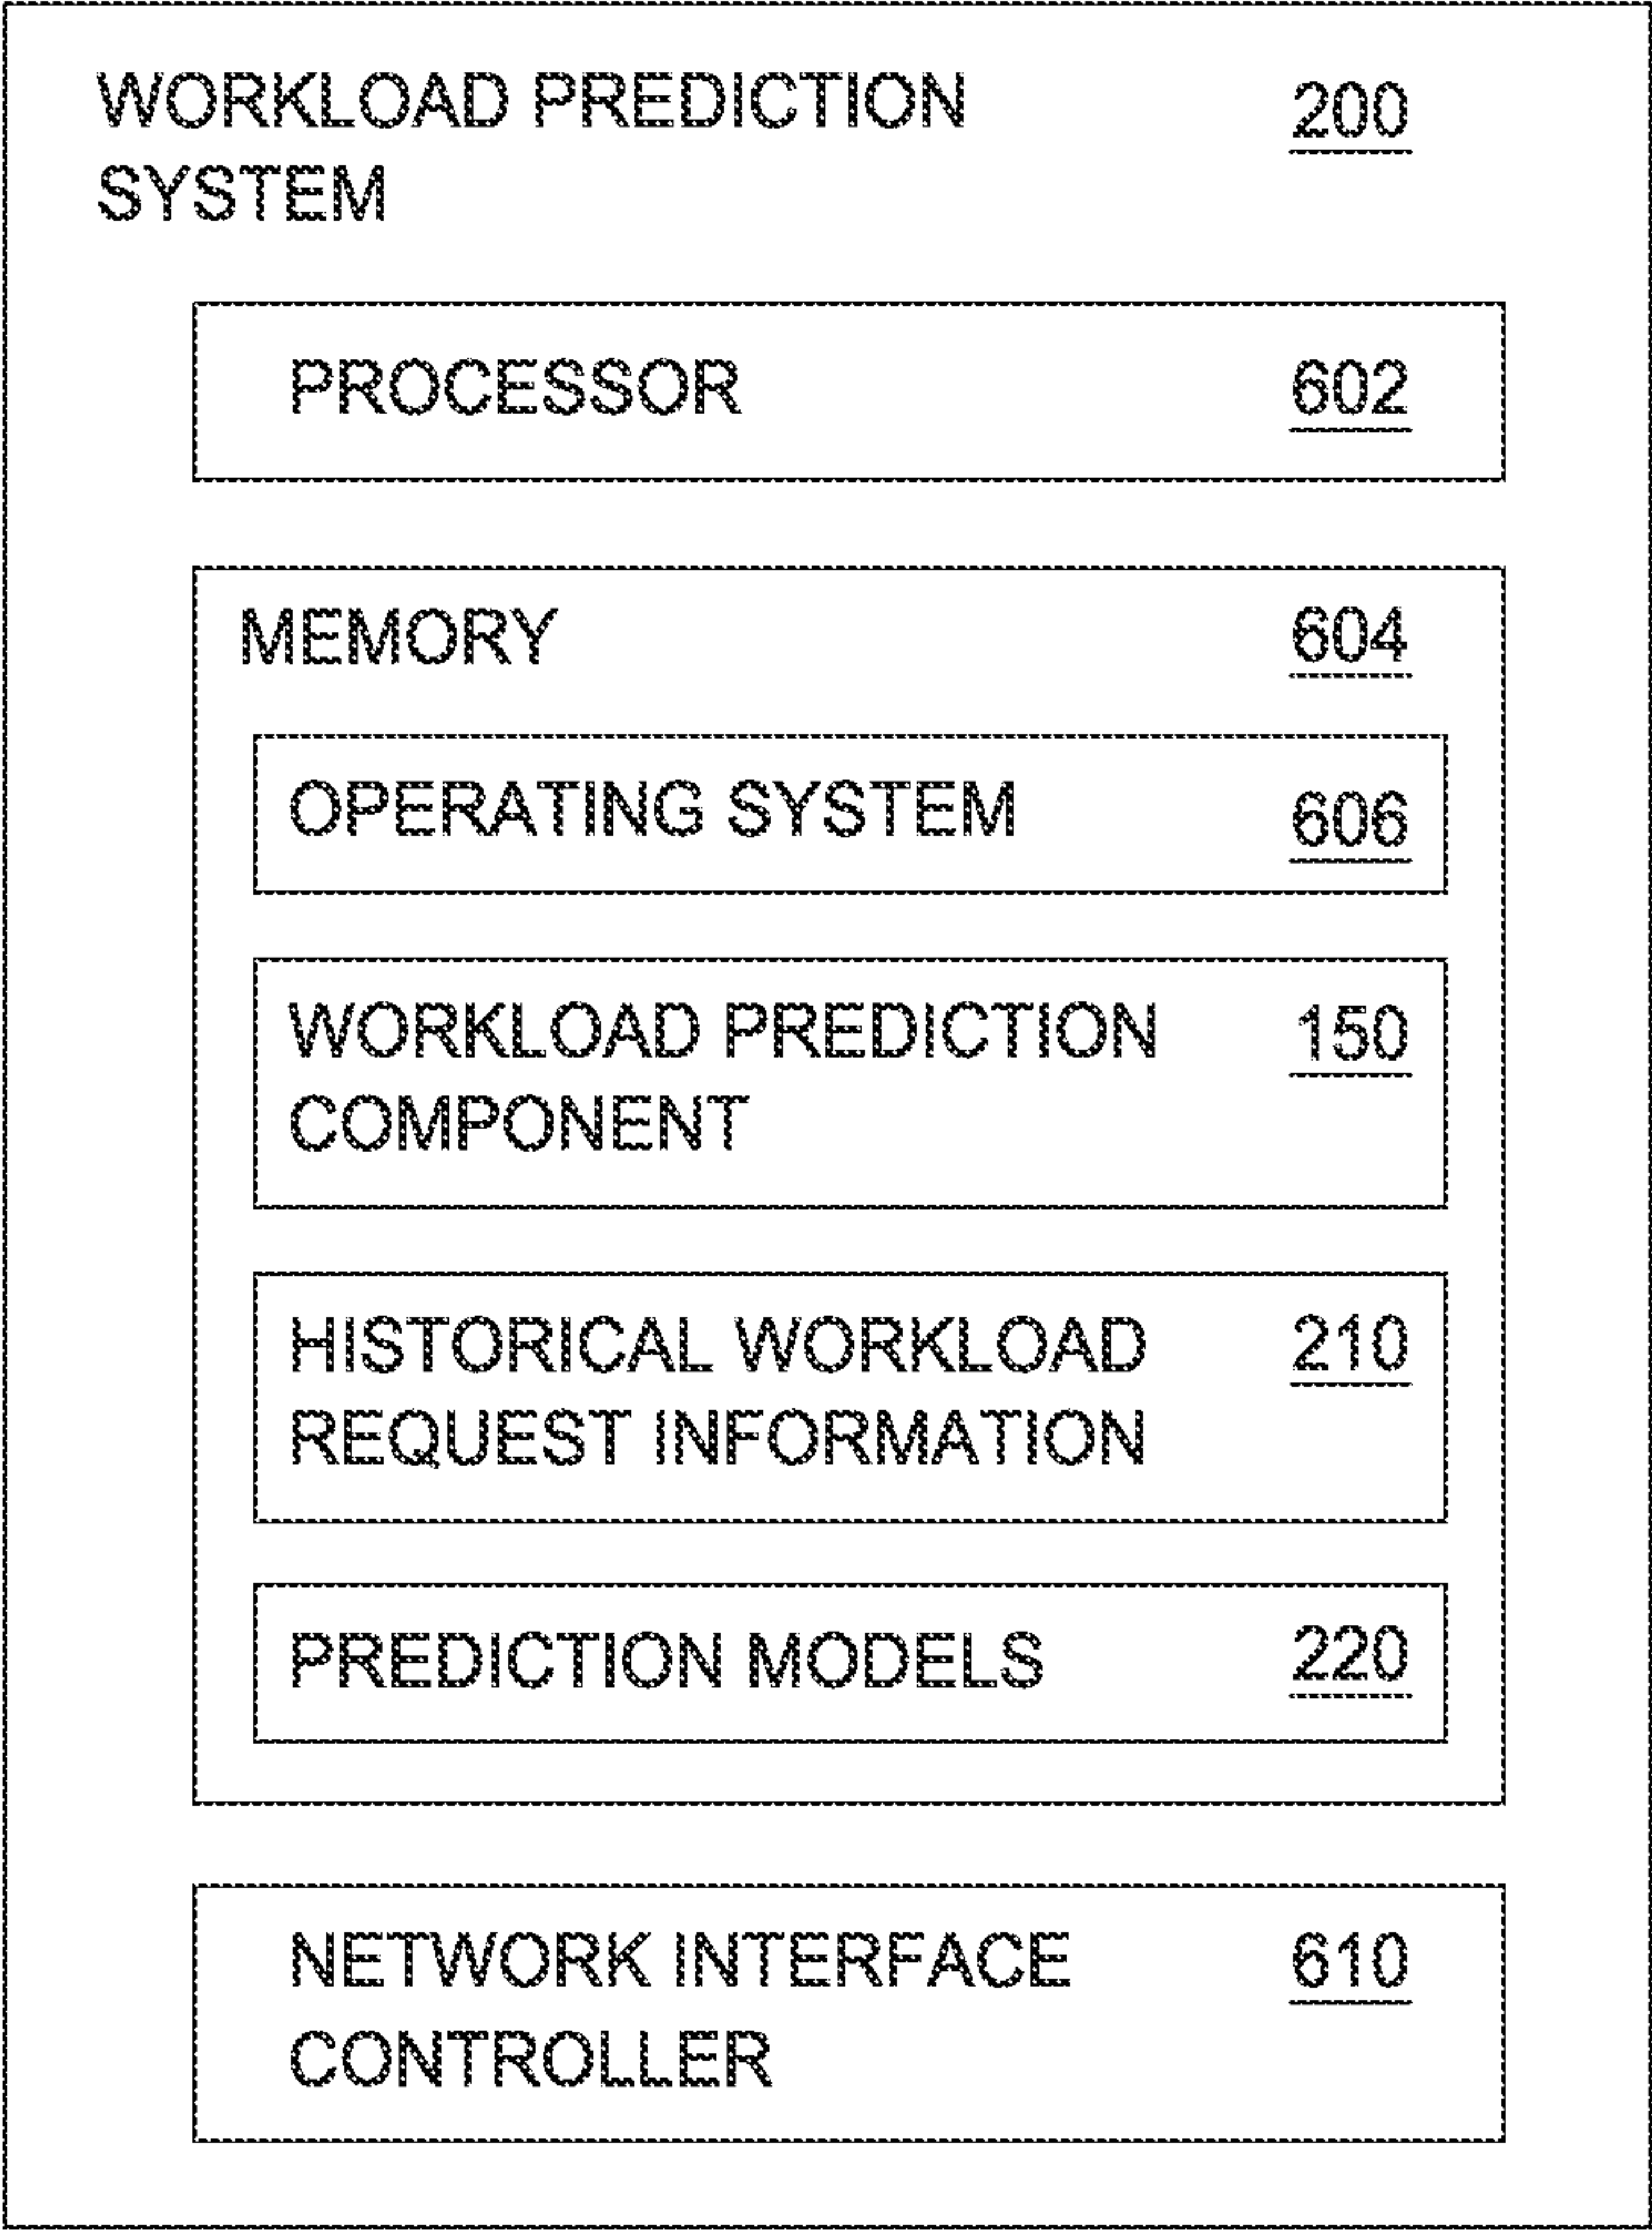 WORKLOAD PREDICTION 200
SYSTEM
PROCESSOR 602
MEMORY 604
OPERATING SYSTEM 606
WORKLOAD PREDICTION 150
COMPONENT
HISTORICAL WORKLOAD 210
REQUEST INFORMATION
PREDICTION MODELS 220
NETWORK INTERFACE 610
CONTROLLER